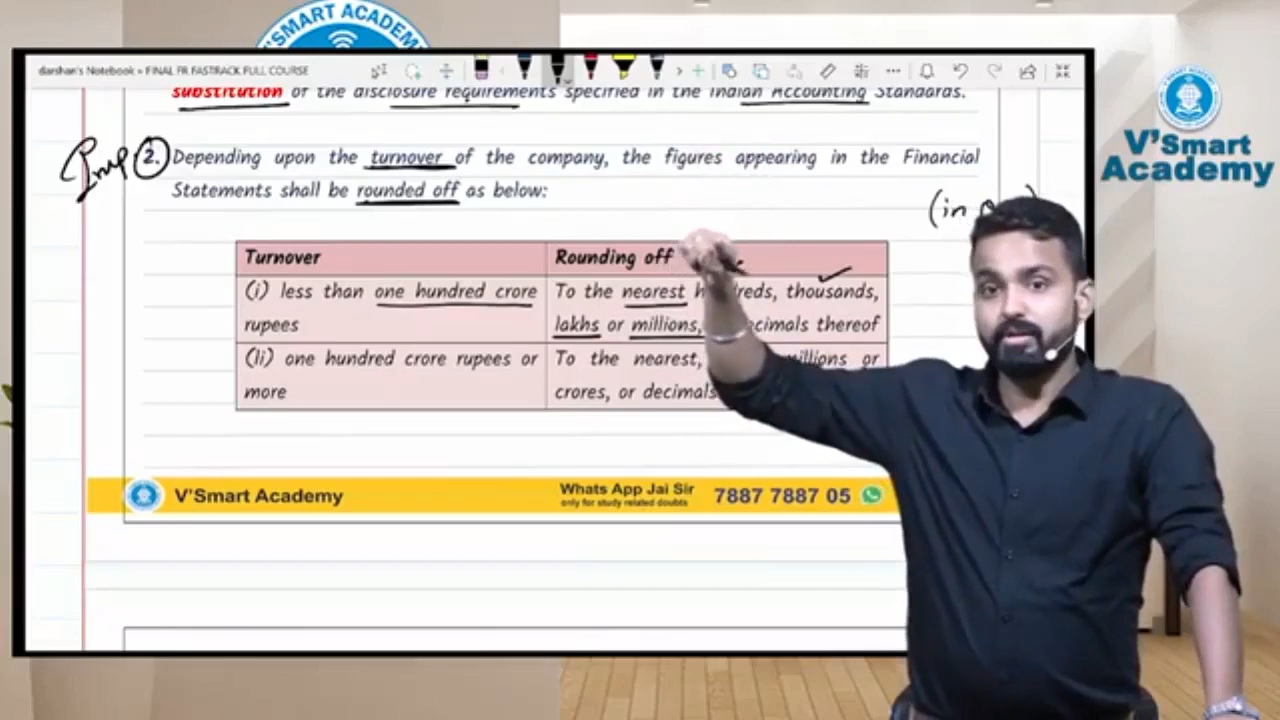 SMART ACADEMY
darshan's Notebook » FINAL FR FASTRACK FULL COURSE
substitution of the disclosure requirements specified in the Indian Accounting Standards.
Imp 2. Depending upon the turnover of the company, the figures appearing in the Financial
Statements shall be rounded off as below:
(in
Turnover
Rounding off
(i) less than one hundred crore rupees
To the nearest hundreds, thousands,
lakhs or millions, decimals thereof
(Ii) one hundred crore rupees or more
To the nearest, millions or
crores, or decimals
V'Smart Academy
Whats App Jai Sir
only for study related doubts
7887 7887 05
V'Smart
Academy